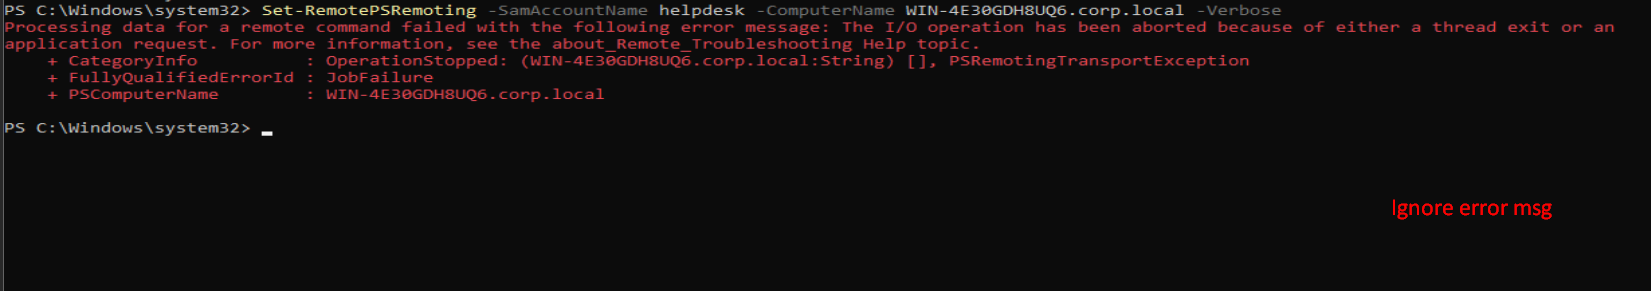 PS C:\Windows\system32> Set-RemotePSRemoting -SamAccountName helpdesk -ComputerName WIN-4E30GDH8UQ6.corp.local -Verbose
Processing data for a remote command failed with the following error message: The I/O operation has been aborted because of either a thread exit or an
application request. For more information, see the about_Remote_Troubleshooting Help topic.
    + CategoryInfo          : OperationStopped: (WIN-4E30GDH8UQ6.corp.local:String) [], PSRemotingTransportException
    + FullyQualifiedErrorId : JobFailure
    + PSComputerName        : WIN-4E30GDH8UQ6.corp.local
PS C:\Windows\system32>
Ignore error msg